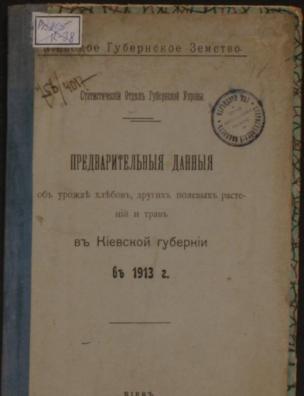 Губернское Земство.
Статистическій Отдѣлъ Губернской Управы.
ПРЕДВАРИТЕЛЬНЫЯ ДАННЫЯ
объ урожаѣ хлѣбовъ, другихъ полевыхъ расте-
ній и травъ
въ Кіевской губерніи
въ 1913 г.